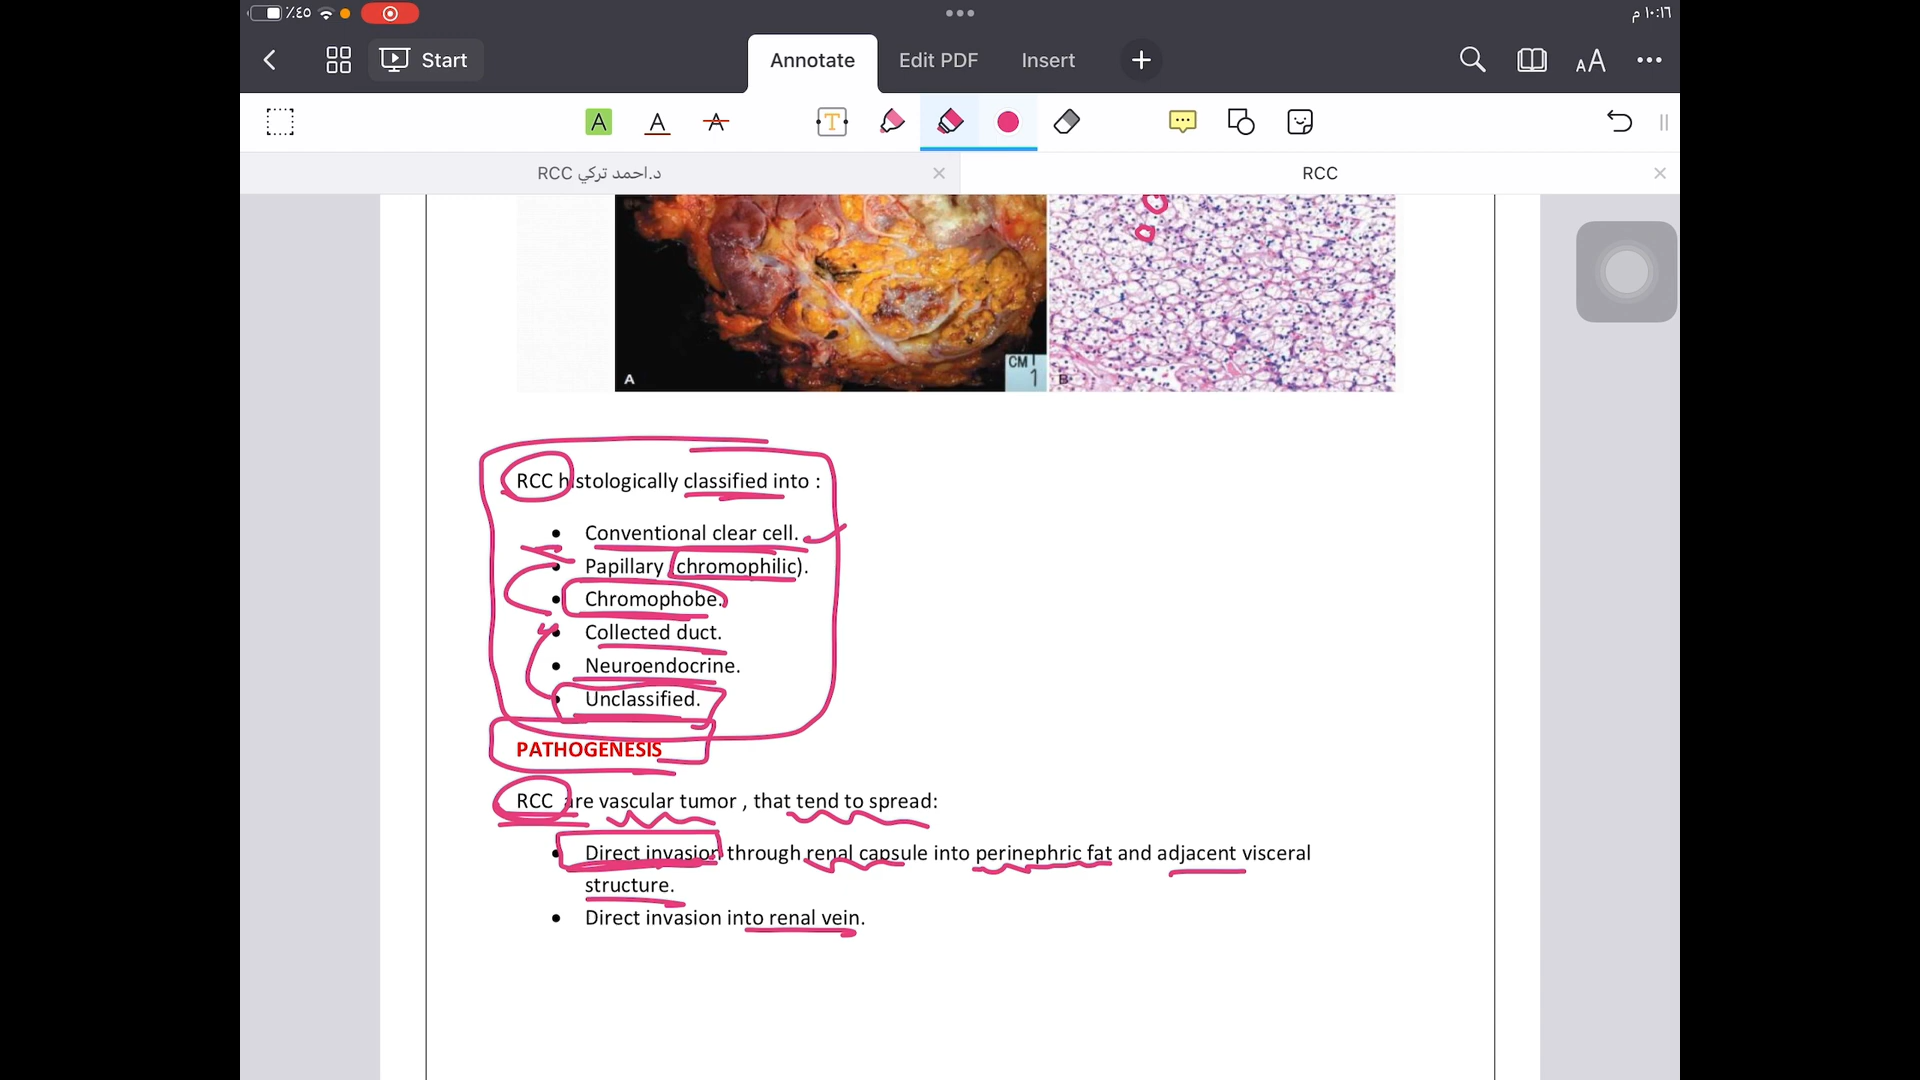 ٪٤٥
١٠:١٦ م
Start
Annotate
Edit PDF
Insert
AA
A
A
A
T
RCC د.احمد تركي
RCC
CM
1
A
B
RCC histologically classified into :
Conventional clear cell.
Papillary (chromophilic).
Chromophobe.
Collected duct.
Neuroendocrine.
Unclassified.
PATHOGENESIS
RCC are vascular tumor , that tend to spread:
Direct invasion through renal capsule into perinephric fat and adjacent visceral
structure.
Direct invasion into renal vein.